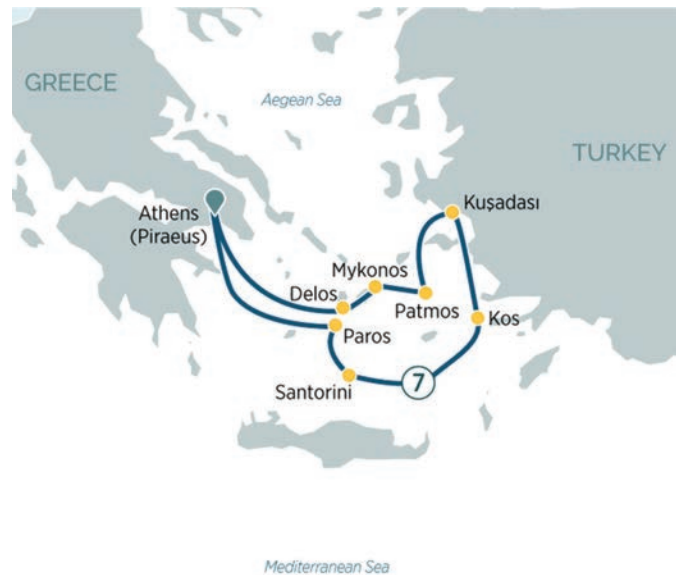 GREECE
Aegean Sea
TURKEY
Athens
(Piraeus)
Kuşadası
Mykonos
Delos
Patmos
Kos
Paros
7
Santorini
Mediterranean Sea